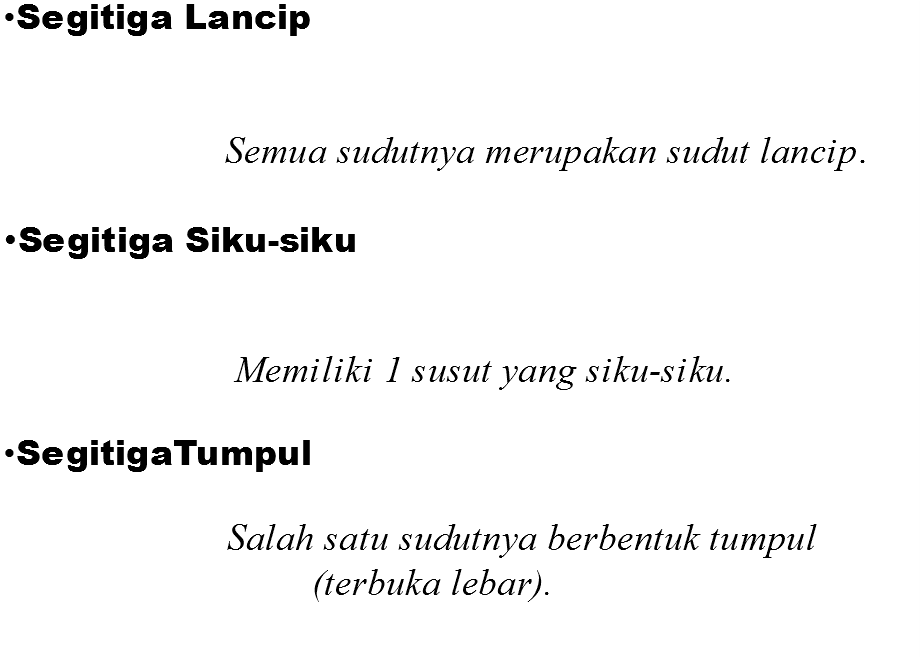 •Segitiga Lancip
Semua sudutnya merupakan sudut lancip.
•Segitiga Siku-siku
Memiliki 1 susut yang siku-siku.
•SegitigaTumpul
Salah satu sudutnya berbentuk tumpul
(terbuka lebar).